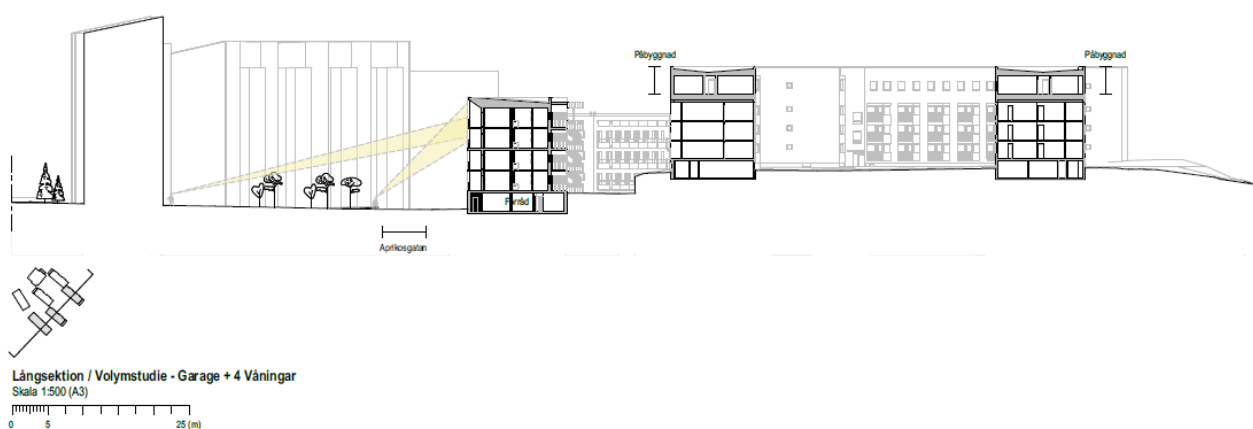 Påbyggnad
Påbyggnad
Förråd
Aprikosgatan
Långsektion / Volymstudie - Garage + 4 Våningar
Skala 1:500 (A3)
0 5 25 (m)